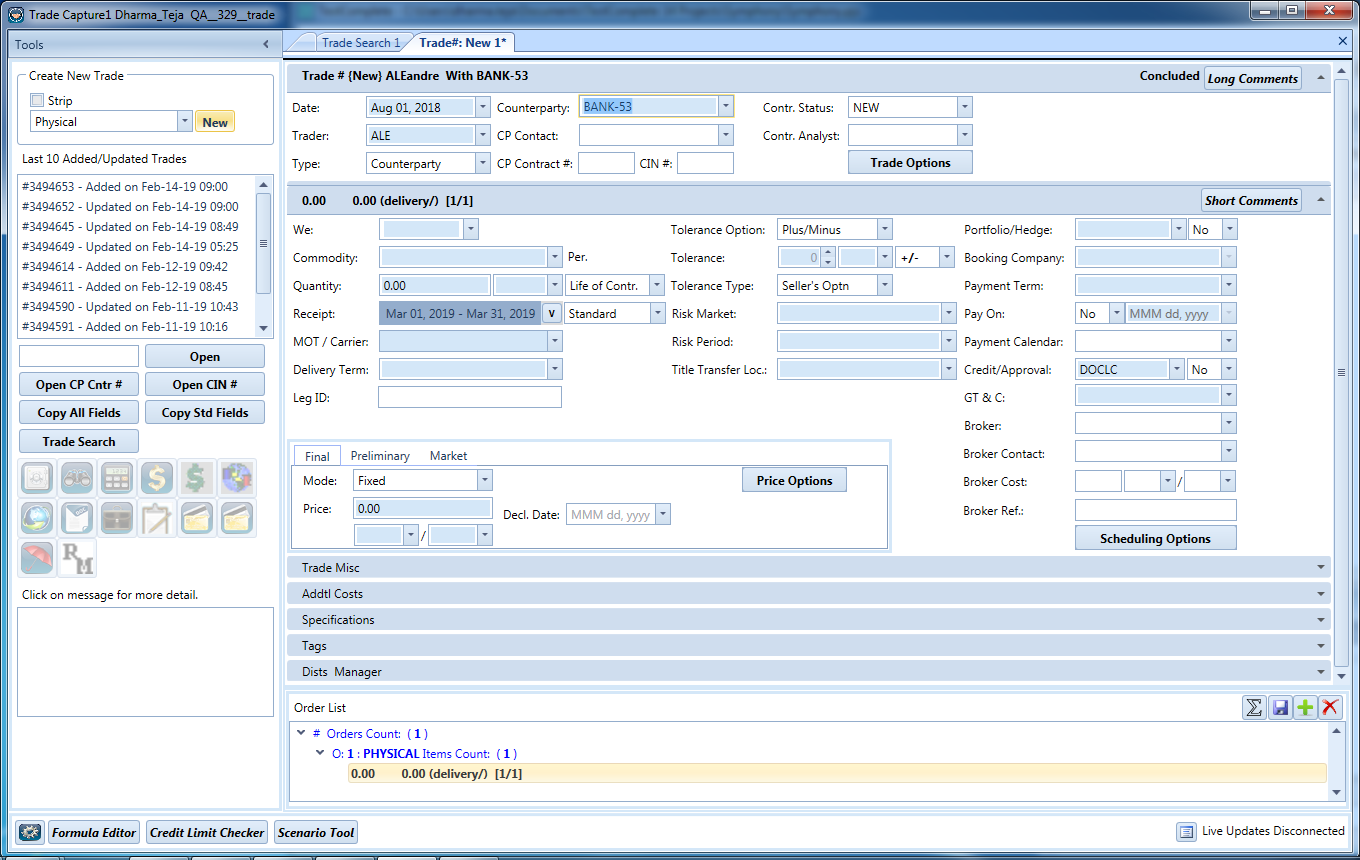 Trade Capture1 Dharma_Teja QA__329__trade
Tools
Trade Search 1
Trade#: New 1*
Create New Trade
Strip
Physical
New
Last 10 Added/Updated Trades
#3494653 - Added on Feb-14-19 09:00
#3494652 - Updated on Feb-14-19 09:00
#3494645 - Updated on Feb-14-19 08:49
#3494649 - Updated on Feb-14-19 05:25
#3494614 - Added on Feb-12-19 09:42
#3494611 - Added on Feb-12-19 08:45
#3494590 - Updated on Feb-11-19 10:43
#3494591 - Added on Feb-11-19 10:16
Open
Open CP Cntr #
Open CIN #
Copy All Fields
Copy Std Fields
Trade Search
RM
Click on message for more detail.
Trade # {New} ALEandre With BANK-53
Concluded
Long Comments
Date: Aug 01, 2018 Counterparty: BANK-53 Contr. Status: NEW
Trader: ALE CP Contact: Contr. Analyst:
Type: Counterparty CP Contract #: CIN #: Trade Options
0.00 0.00 (delivery/) [1/1]
Short Comments
We: Tolerance Option: Plus/Minus Portfolio/Hedge: No
Commodity: Per. Tolerance: 0 +/- Booking Company:
Quantity: 0.00 Life of Contr. Tolerance Type: Seller's Optn Payment Term:
Receipt: Mar 01, 2019 - Mar 31, 2019 v Standard Risk Market: Pay On: No MMM dd, yyyy
MOT / Carrier: Risk Period: Payment Calendar:
Delivery Term: Title Transfer Loc.: Credit/Approval: DOCLC No
Leg ID: GT & C:
Broker:
Broker Contact:
Broker Cost: /
Broker Ref.:
Scheduling Options
Final Preliminary Market
Mode: Fixed Price Options
Price: 0.00 Decl. Date: MMM dd, yyyy
/
Trade Misc
Addtl Costs
Specifications
Tags
Dists Manager
Order List
# Orders Count: ( 1 )
O: 1 : PHYSICAL Items Count: ( 1 )
0.00 0.00 (delivery/) [1/1]
Formula Editor
Credit Limit Checker
Scenario Tool
Live Updates Disconnected